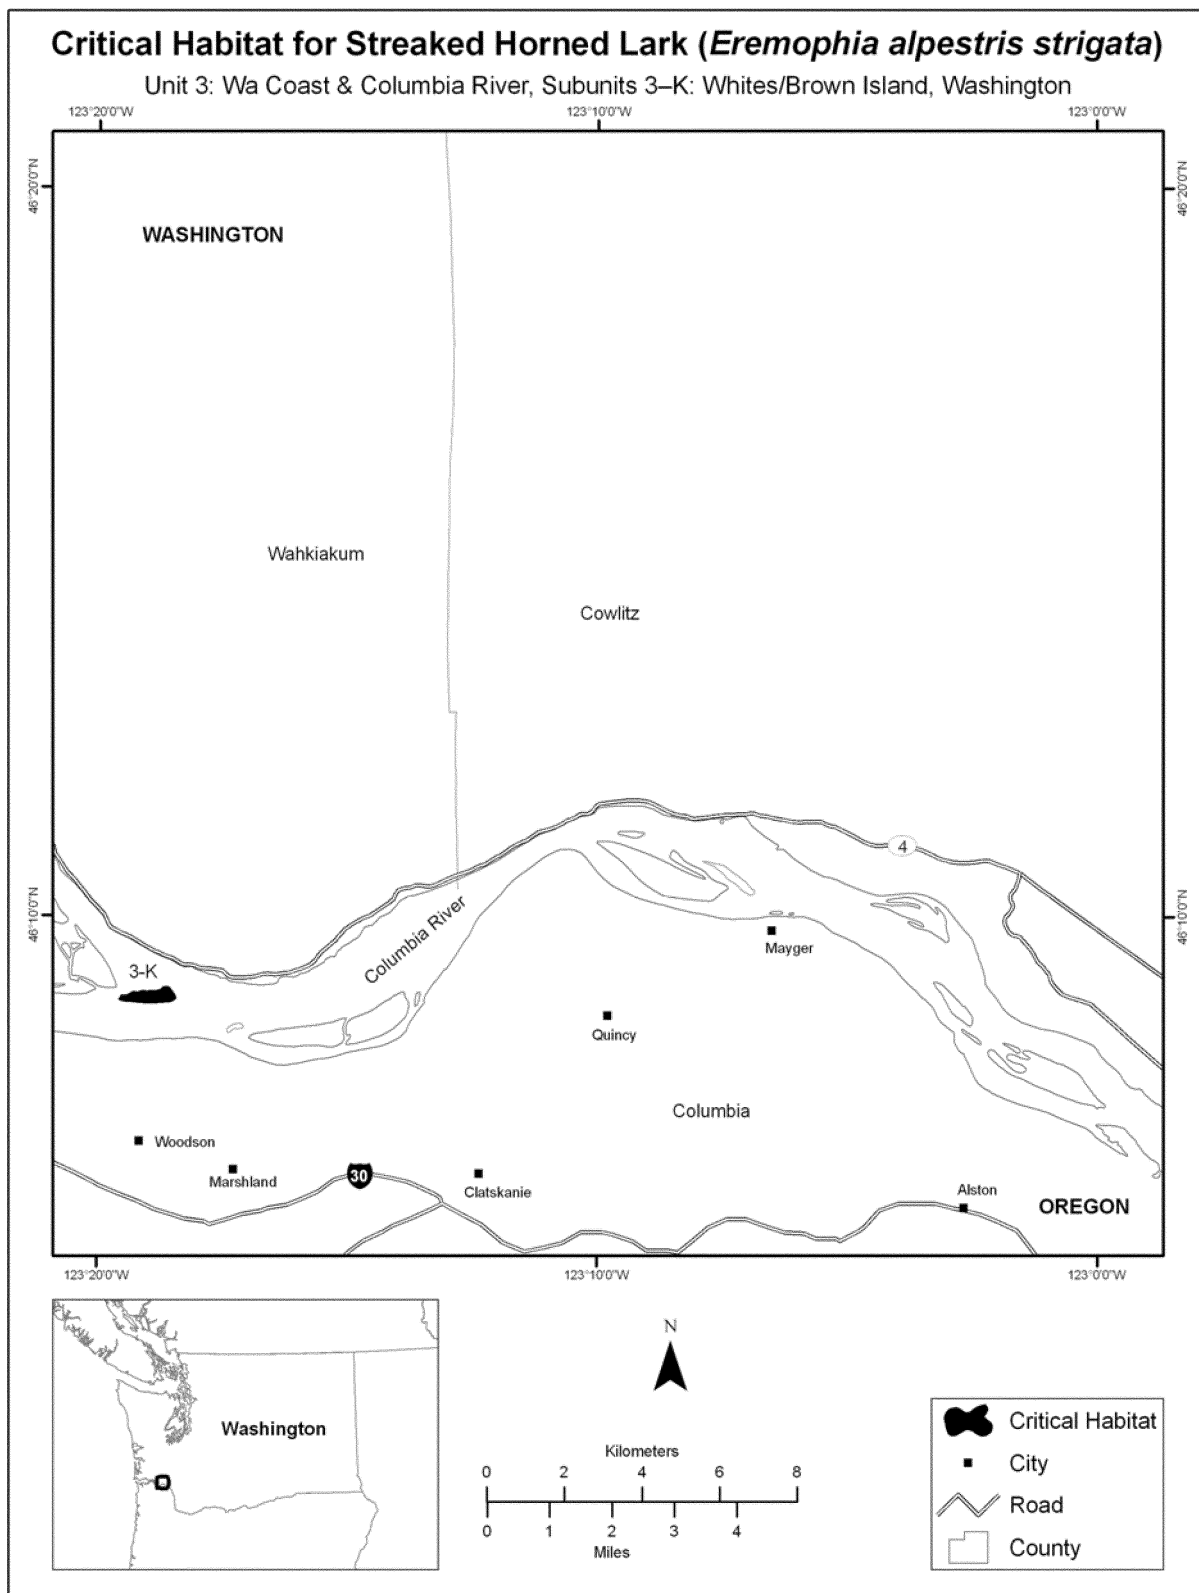 Critical Habitat for Streaked Horned Lark (Eremophia alpestris strigata)
Unit 3: Wa Coast & Columbia River, Subunits 3–K: Whites/Brown Island, Washington
123°20'0"W
123°10'0"W
123°0'0"W
46°20'0"N
46°20'0"N
WASHINGTON
Wahkiakum
Cowlitz
4
46°10'0"N
46°10'0"N
Columbia River
Mayger
3-K
Quincy
Columbia
Woodson
Marshland
30
Clatskanie
Alston
OREGON
123°20'0"W
123°10'0"W
123°0'0"W
Washington
N
Kilometers
0 2 4 6 8
0 1 2 3 4
Miles
Critical Habitat
City
Road
County